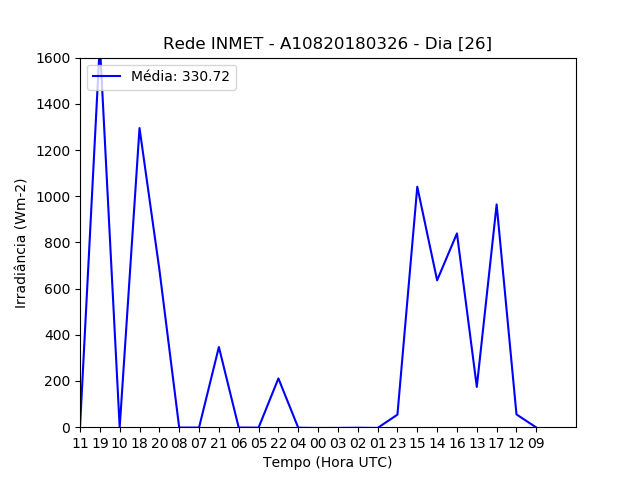 Rede INMET - A10820180326 - Dia [26]
Média: 330.72
1600
1400
1200
1000
800
600
400
200
0
Irradiância (Wm-2)
11 19 10 18 20 08 07 21 06 05 22 04 00 03 02 01 23 15 14 16 13 17 12 09
Tempo (Hora UTC)